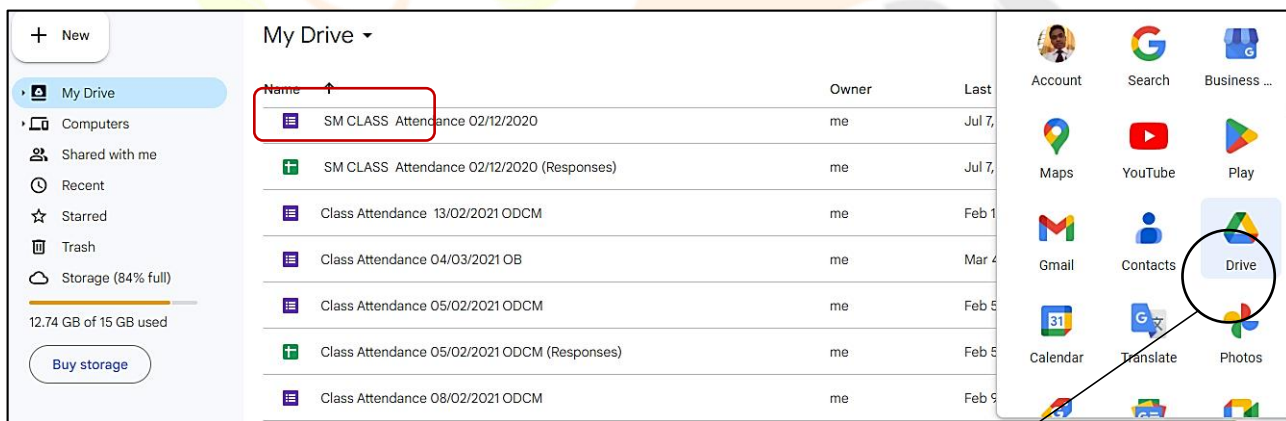 + New
My Drive
Computers
Shared with me
Recent
Starred
Trash
Storage (84% full)
12.74 GB of 15 GB used
Buy storage
My Drive
Name ↑ Owner Last
SM CLASS Attendance 02/12/2020 me Jul 7,
SM CLASS Attendance 02/12/2020 (Responses) me Jul 7,
Class Attendance 13/02/2021 ODCM me Feb 1
Class Attendance 04/03/2021 OB me Mar 4
Class Attendance 05/02/2021 ODCM me Feb 5
Class Attendance 05/02/2021 ODCM (Responses) me Feb 5
Class Attendance 08/02/2021 ODCM me Feb 9
Account Search Business ...
Maps YouTube Play
Gmail Contacts Drive
31 G
Calendar Translate Photos